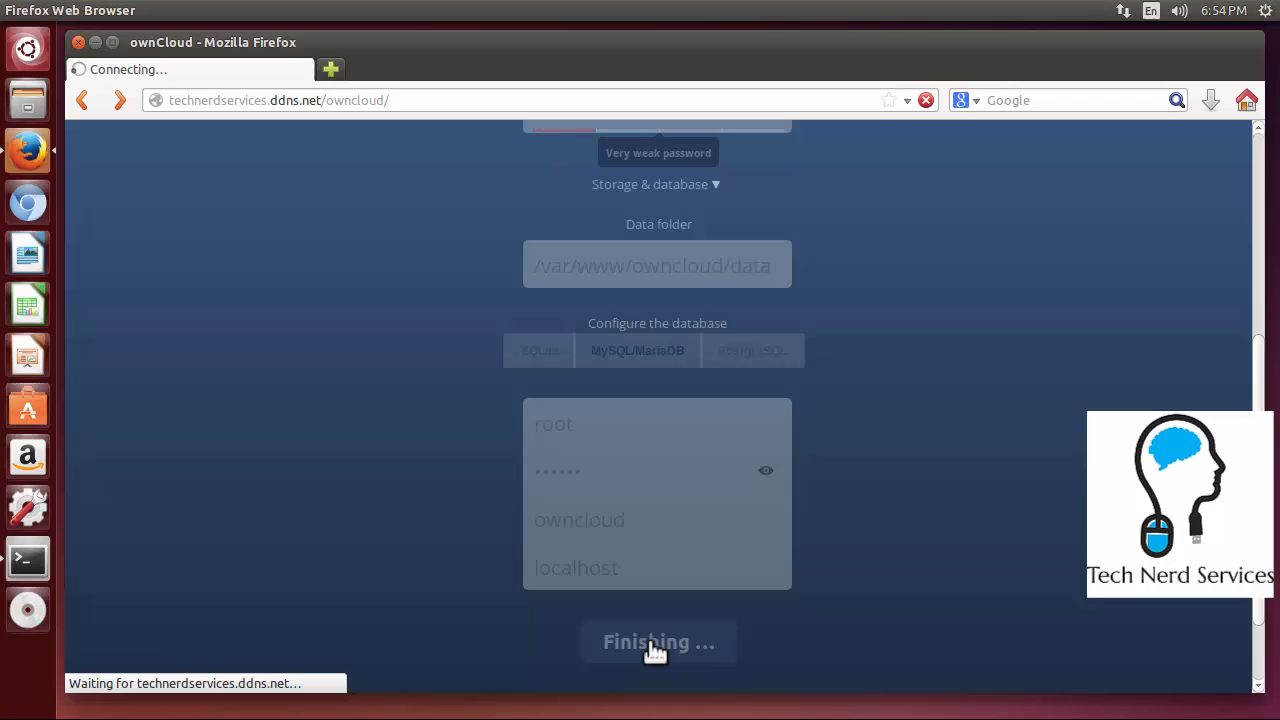 Firefox Web Browser
En
6:54 PM
ownCloud - Mozilla Firefox
Connecting…
technerdservices.ddns.net/owncloud/
Google
Very weak password
Storage & database ▾
Data folder
/var/www/owncloud/data
Configure the database
SQLite
MySQL/MariaDB
PostgreSQL
root
••••••
owncloud
localhost
Finishing …
Tech Nerd Services
Waiting for technerdservices.ddns.net…